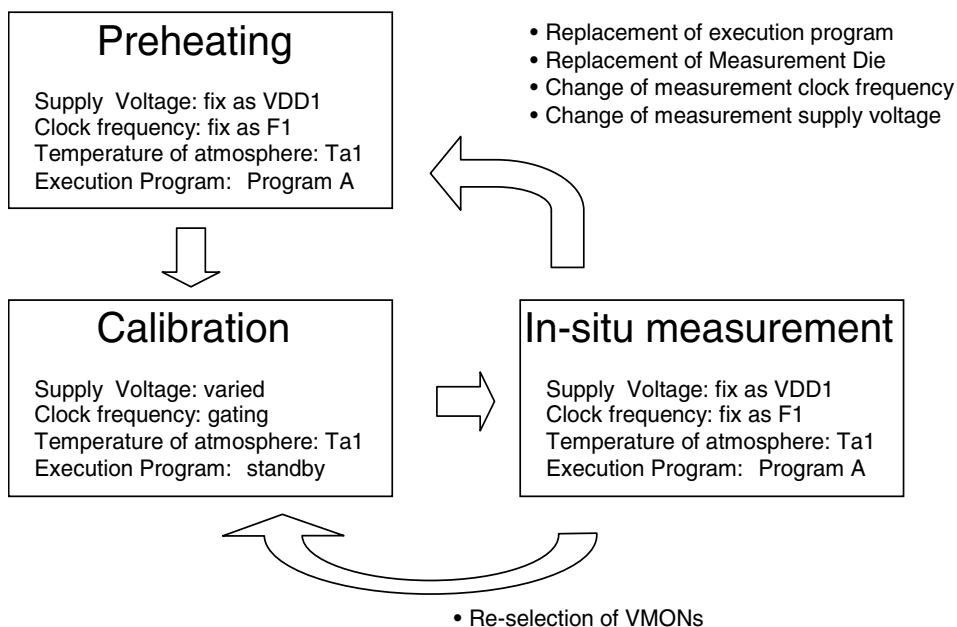 Preheating
Supply Voltage: fix as VDD1
Clock frequency: fix as F1
Temperature of atmosphere: Ta1
Execution Program: Program A
• Replacement of execution program
• Replacement of Measurement Die
• Change of measurement clock frequency
• Change of measurement supply voltage
Calibration
Supply Voltage: varied
Clock frequency: gating
Temperature of atmosphere: Ta1
Execution Program: standby
In-situ measurement
Supply Voltage: fix as VDD1
Clock frequency: fix as F1
Temperature of atmosphere: Ta1
Execution Program: Program A
• Re-selection of VMONs